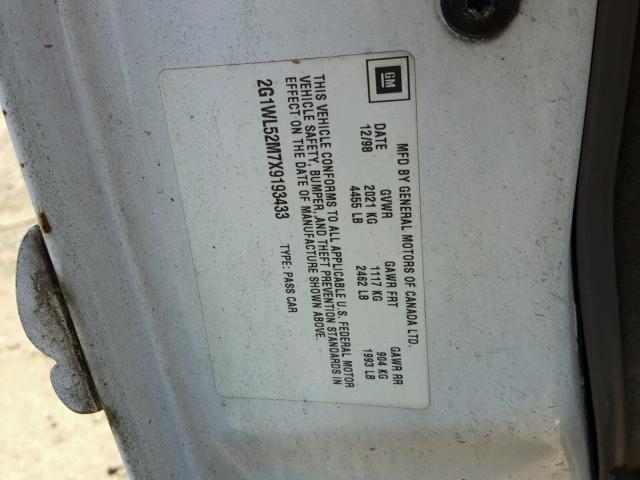 GM
MFD BY GENERAL MOTORS OF CANADA LTD.
DATE GVWR GAWR FRT GAWR RR
12/98 2021 KG 1117 KG 904 KG
4455 LB 2462 LB 1993 LB
THIS VEHICLE CONFORMS TO ALL APPLICABLE U.S. FEDERAL MOTOR
VEHICLE SAFETY, BUMPER, AND THEFT PREVENTION STANDARDS IN
EFFECT ON THE DATE OF MANUFACTURE SHOWN ABOVE.
2G1WL52M7X9193433 TYPE: PASS CAR